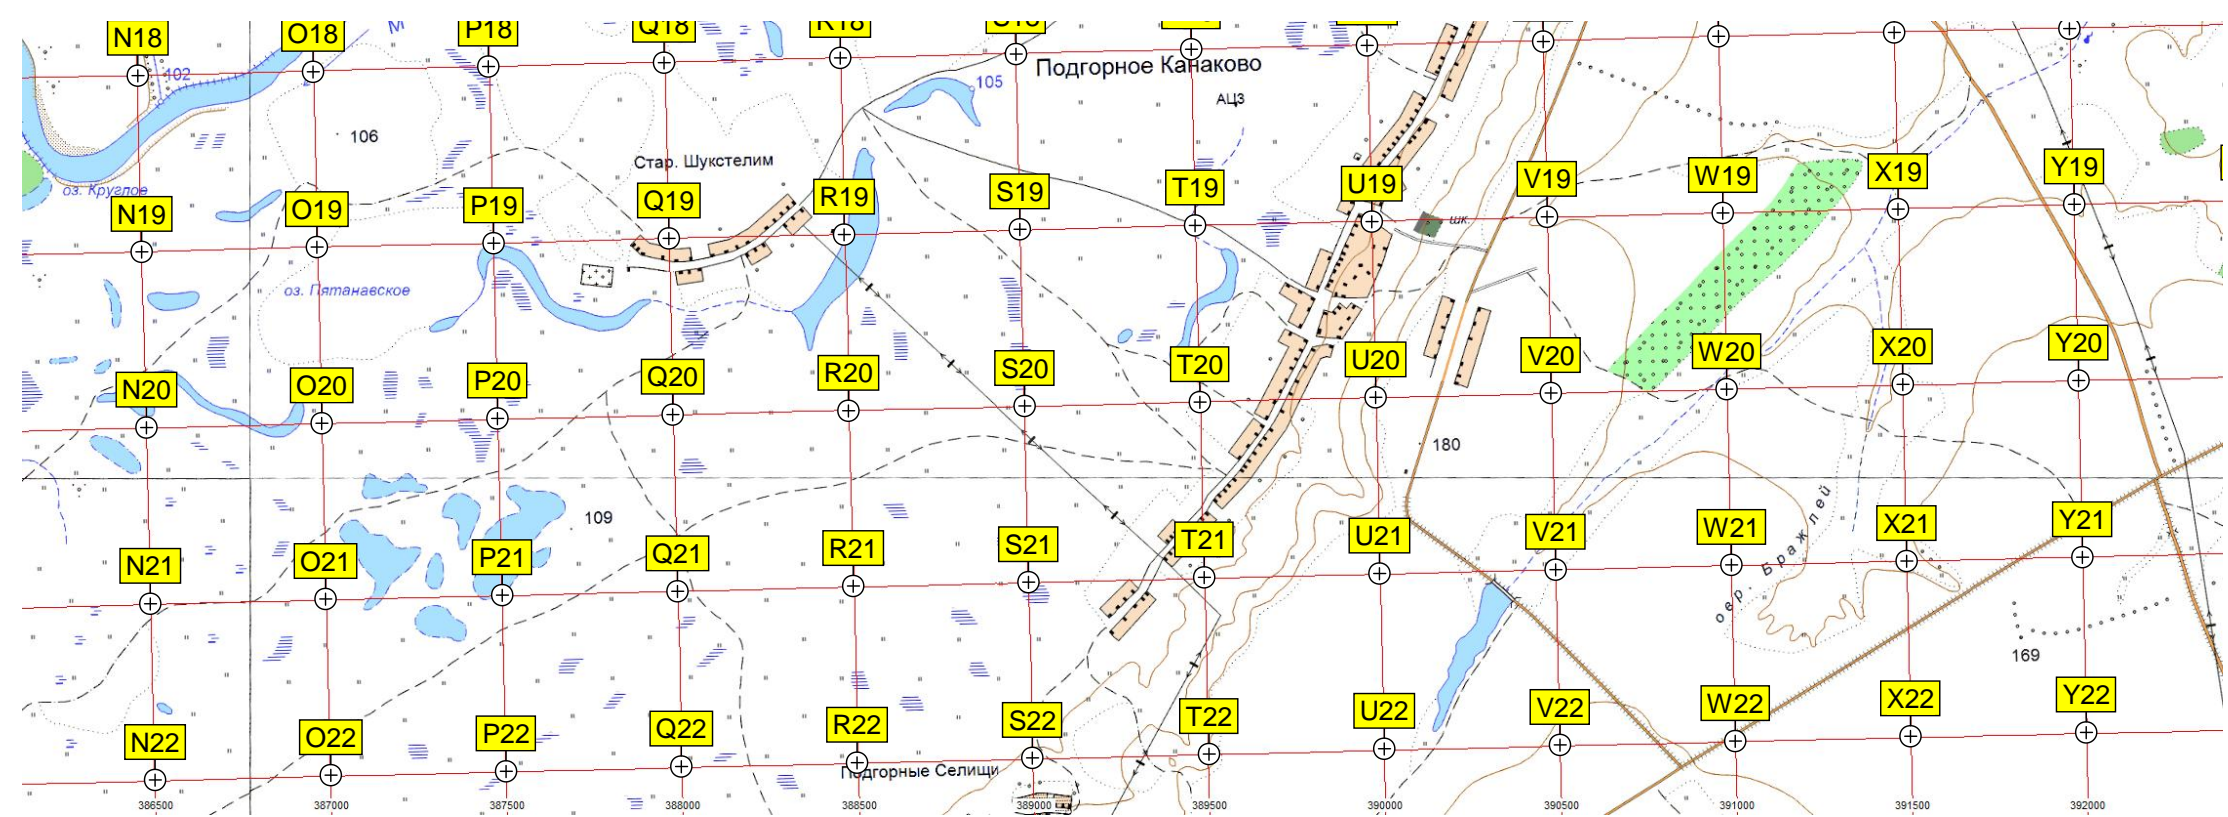 N18 O18 P18 Q18 R18 S18
М
102
105
Подгорное Канаково
АЦЗ
106
Стар. Шукстелим
оз. Круглое
N19 O19 P19 Q19 R19 S19 T19 U19 V19 W19 X19 Y19
шк.
оз. Пятанавское
N20 O20 P20 Q20 R20 S20 T20 U20 V20 W20 X20 Y20
180
109
N21 O21 P21 Q21 R21 S21 T21 U21 V21 W21 X21 Y21
овр. Бражлей
169
N22 O22 P22 Q22 R22 S22 T22 U22 V22 W22 X22 Y22
Подгорные Селищи
386500 387000 387500 388000 388500 389000 389500 390000 390500 391000 391500 392000